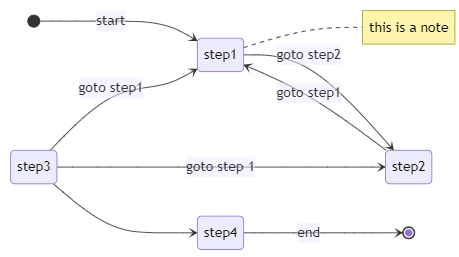 start
this is a note
step1
goto step2
goto step1
goto step1
step3
goto step 1
step2
step4
end